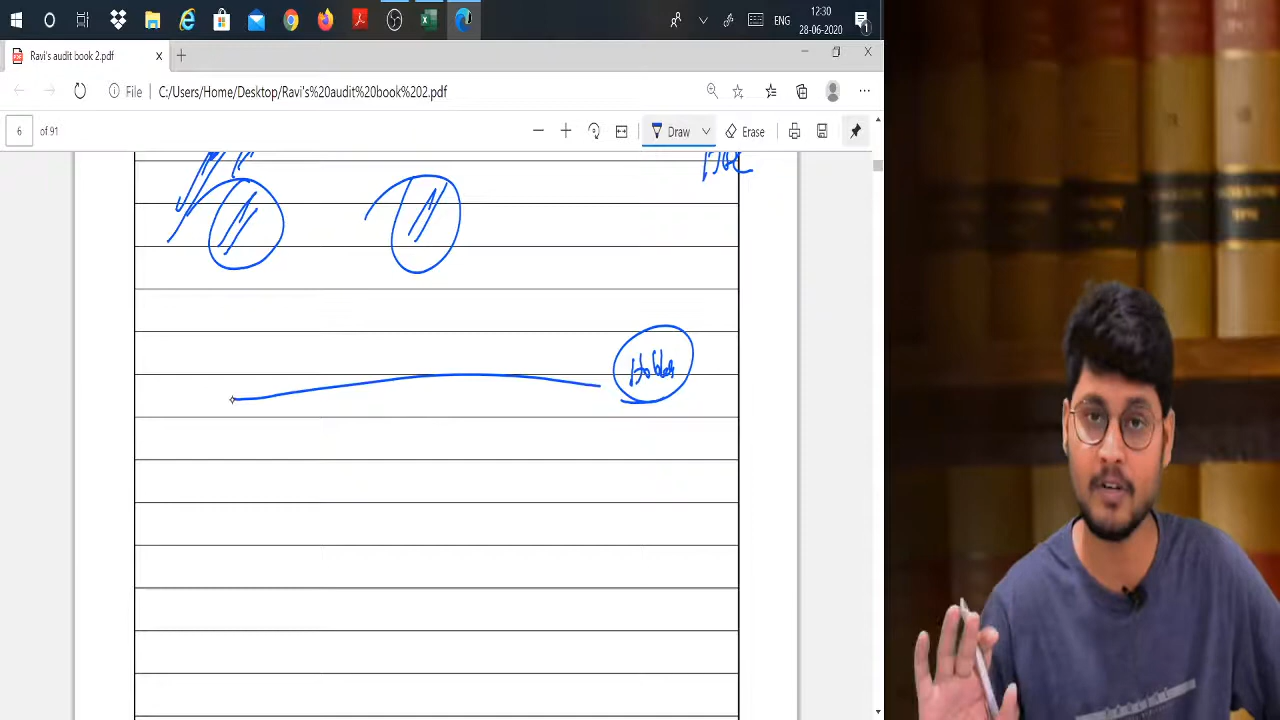 ENG
12:30
28-06-2020
1
Ravi's audit book 2.pdf
File
C:/Users/Home/Desktop/Ravi's%20audit%20book%202.pdf
6 of 91
Draw
Erase